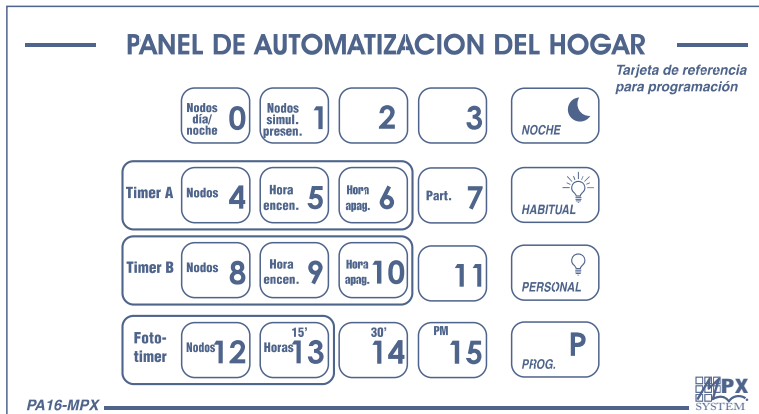 PANEL DE AUTOMATIZACION DEL HOGAR
Tarjeta de referencia
para programación
Nodos día/ noche 0
Nodos simul. presen. 1
2
3
NOCHE
Timer A
Nodos 4
Hora encen. 5
Hora apag. 6
Part. 7
HABITUAL
Timer B
Nodos 8
Hora encen. 9
Hora apag. 10
11
PERSONAL
Foto-
timer
Nodos 12
15'
Horas 13
30'
14
PM
15
P
PROG.
PA16-MPX
MPX
SYSTEM